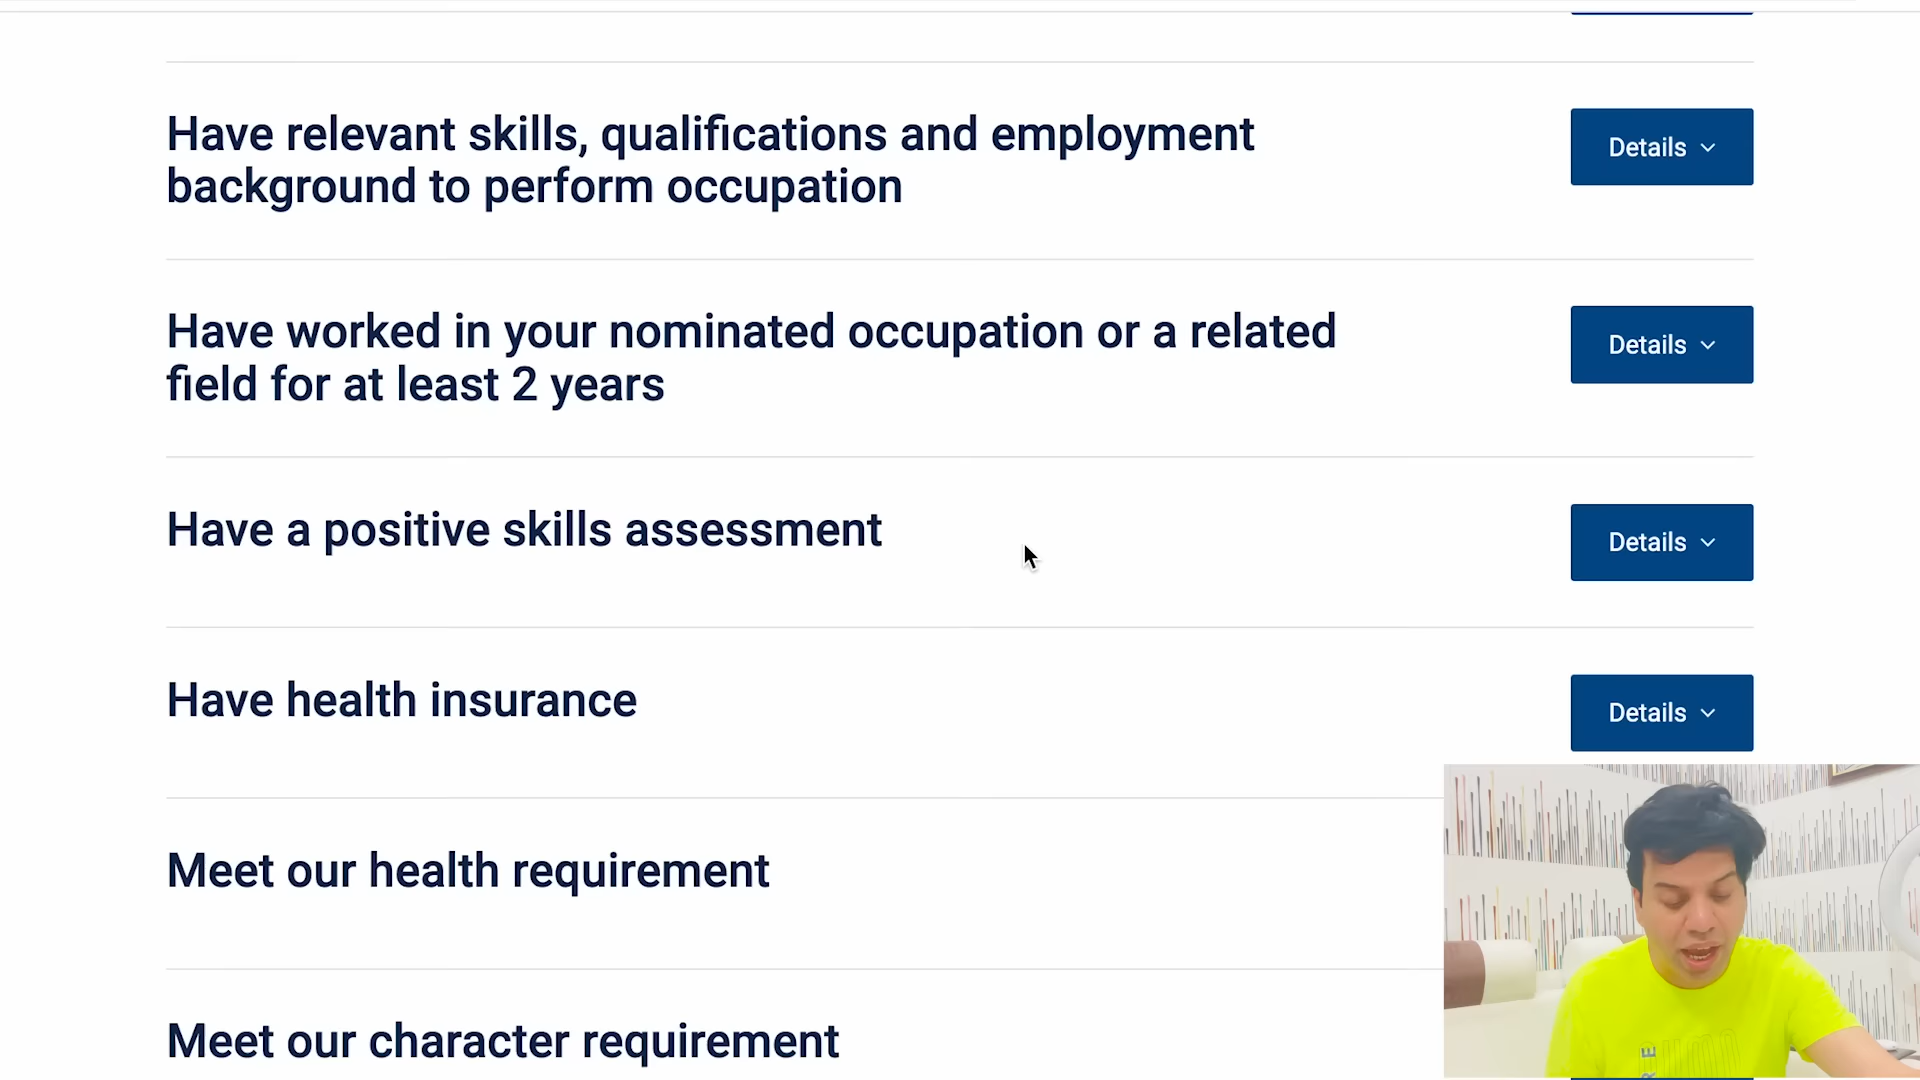 Have relevant skills, qualifications and employment
background to perform occupation
Details
Have worked in your nominated occupation or a related
field for at least 2 years
Details
Have a positive skills assessment
Details
Have health insurance
Details
Meet our health requirement
Meet our character requirement